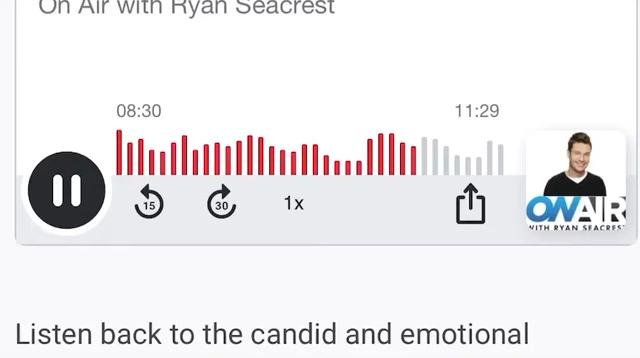 On Air with Ryan Seacrest
08:30
11:29
15
30
1x
ON AIR
WITH RYAN SEACREST
Listen back to the candid and emotional